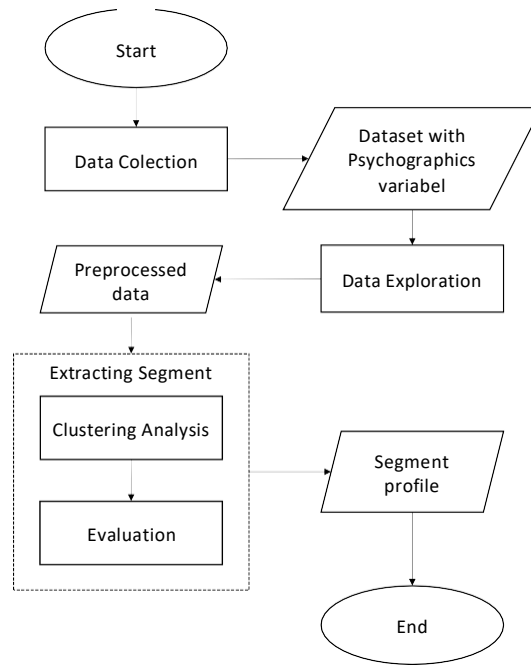 Start
Data Colection
Dataset with
Psychographics
variabel
Data Exploration
Preprocessed
data
Extracting Segment
Clustering Analysis
Evaluation
Segment
profile
End